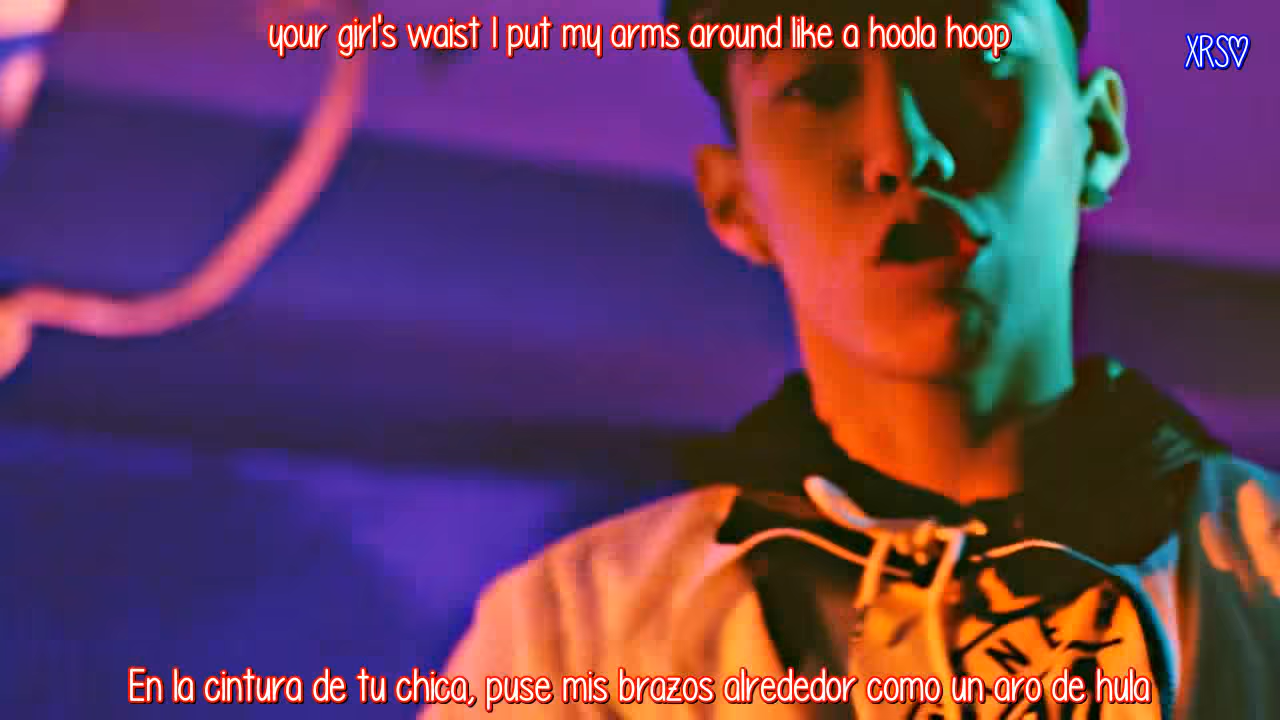 your girl's waist I put my arms around like a hoola hoop
XRS♡
En la cintura de tu chica, puse mis brazos alrededor como un aro de hula